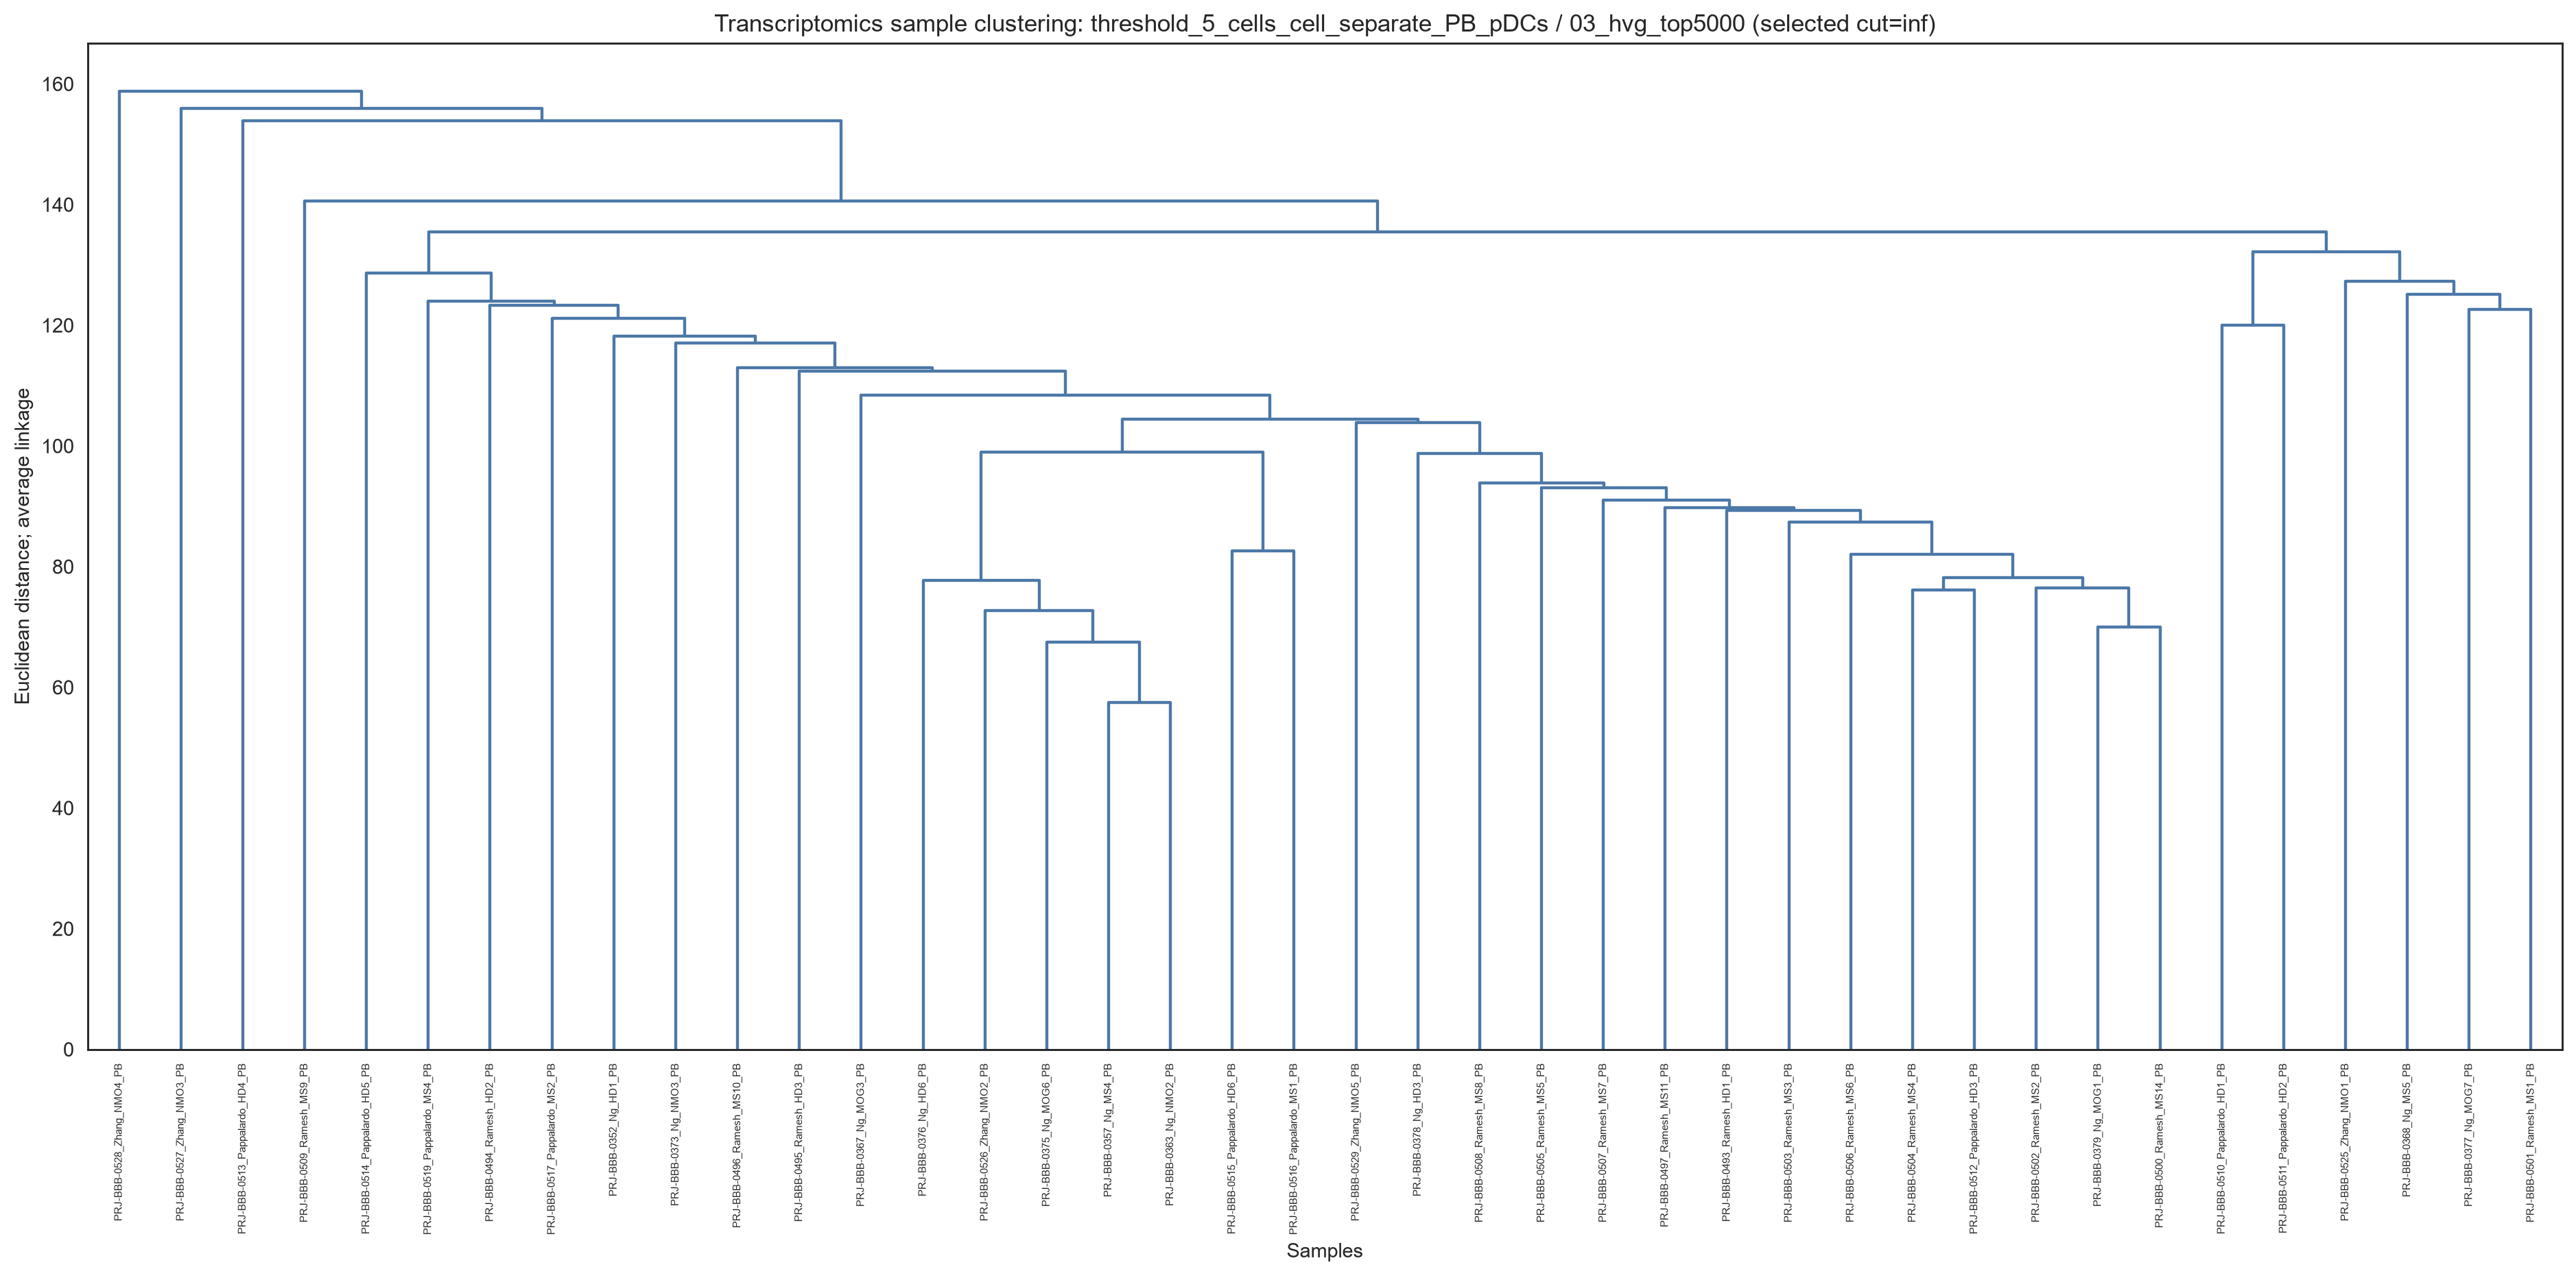 Transcriptomics sample clustering: threshold_5_cells_cell_separate_PB_pDCs / 03_hvg_top5000 (selected cut=inf)
Euclidean distance; average linkage
160
140
120
100
80
60
40
20
0
PRJ-BBB-0528_Zhang_NMO4_PB
PRJ-BBB-0527_Zhang_NMO3_PB
PRJ-BBB-0513_Pappalardo_HD4_PB
PRJ-BBB-0509_Ramesh_MS9_PB
PRJ-BBB-0514_Pappalardo_HD5_PB
PRJ-BBB-0519_Pappalardo_MS4_PB
PRJ-BBB-0494_Ramesh_HD2_PB
PRJ-BBB-0517_Pappalardo_MS2_PB
PRJ-BBB-0352_Ng_HD1_PB
PRJ-BBB-0373_Ng_NMO3_PB
PRJ-BBB-0496_Ramesh_MS10_PB
PRJ-BBB-0495_Ramesh_HD3_PB
PRJ-BBB-0367_Ng_MOG3_PB
PRJ-BBB-0376_Ng_HD6_PB
PRJ-BBB-0526_Zhang_NMO2_PB
PRJ-BBB-0375_Ng_MOG6_PB
PRJ-BBB-0357_Ng_MS4_PB
PRJ-BBB-0363_Ng_NMO2_PB
PRJ-BBB-0515_Pappalardo_HD6_PB
PRJ-BBB-0516_Pappalardo_MS1_PB
PRJ-BBB-0529_Zhang_NMO5_PB
PRJ-BBB-0378_Ng_HD3_PB
PRJ-BBB-0508_Ramesh_MS8_PB
PRJ-BBB-0505_Ramesh_MS5_PB
PRJ-BBB-0507_Ramesh_MS7_PB
PRJ-BBB-0497_Ramesh_MS11_PB
PRJ-BBB-0493_Ramesh_HD1_PB
PRJ-BBB-0503_Ramesh_MS3_PB
PRJ-BBB-0506_Ramesh_MS6_PB
PRJ-BBB-0504_Ramesh_MS4_PB
PRJ-BBB-0512_Pappalardo_HD3_PB
PRJ-BBB-0502_Ramesh_MS2_PB
PRJ-BBB-0379_Ng_MOG1_PB
PRJ-BBB-0500_Ramesh_MS14_PB
PRJ-BBB-0510_Pappalardo_HD1_PB
PRJ-BBB-0511_Pappalardo_HD2_PB
PRJ-BBB-0525_Zhang_NMO1_PB
PRJ-BBB-0368_Ng_MS5_PB
PRJ-BBB-0377_Ng_MOG7_PB
PRJ-BBB-0501_Ramesh_MS1_PB
Samples